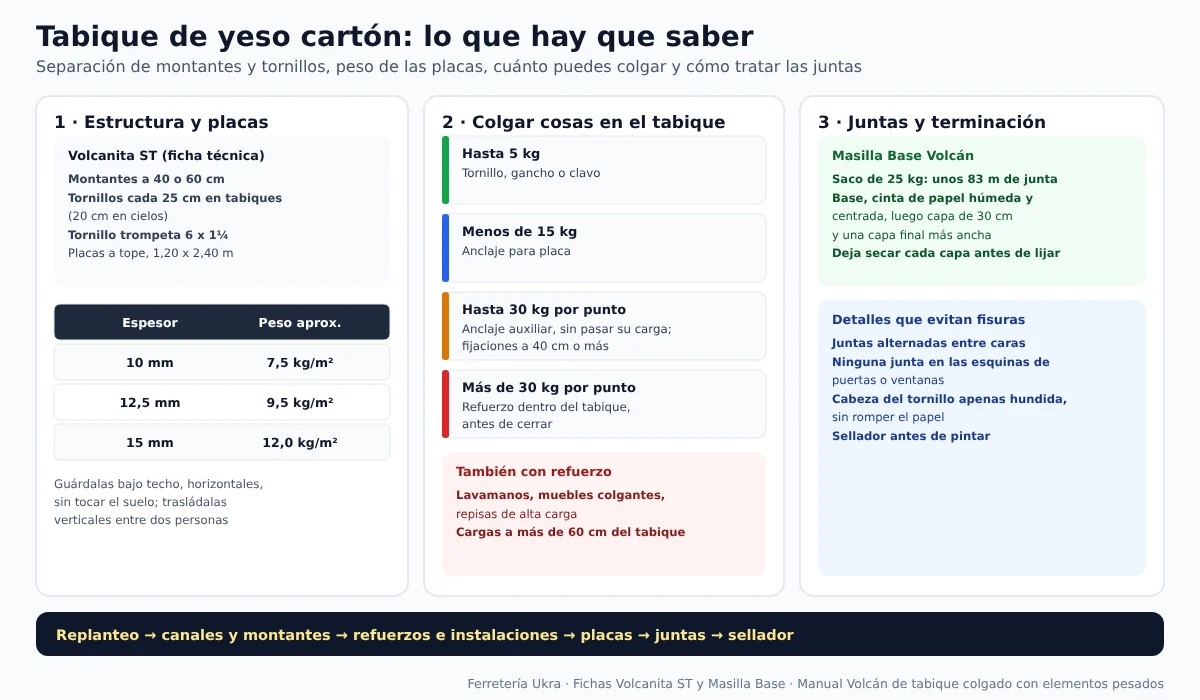 Tabique de yeso cartón: lo que hay que saber
Separación de montantes y tornillos, peso de las placas, cuánto puedes colgar y cómo tratar las juntas
1 · Estructura y placas
Volcanita ST (ficha técnica)
Montantes a 40 o 60 cm
Tornillos cada 25 cm en tabiques
(20 cm en cielos)
Tornillo trompeta 6 x 1¼
Placas a tope, 1,20 x 2,40 m
Espesor Peso aprox.
10 mm 7,5 kg/m²
12,5 mm 9,5 kg/m²
15 mm 12,0 kg/m²
Guárdalas bajo techo, horizontales,
sin tocar el suelo; trasládalas
verticales entre dos personas
2 · Colgar cosas en el tabique
Hasta 5 kg
Tornillo, gancho o clavo
Menos de 15 kg
Anclaje para placa
Hasta 30 kg por punto
Anclaje auxiliar, sin pasar su carga;
fijaciones a 40 cm o más
Más de 30 kg por punto
Refuerzo dentro del tabique,
antes de cerrar
También con refuerzo
Lavamanos, muebles colgantes,
repisas de alta carga
Cargas a más de 60 cm del tabique
3 · Juntas y terminación
Masilla Base Volcán
Saco de 25 kg: unos 83 m de junta
Base, cinta de papel húmeda y
centrada, luego capa de 30 cm
y una capa final más ancha
Deja secar cada capa antes de lijar
Detalles que evitan fisuras
Juntas alternadas entre caras
Ninguna junta en las esquinas de
puertas o ventanas
Cabeza del tornillo apenas hundida,
sin romper el papel
Sellador antes de pintar
Replanteo → canales y montantes → refuerzos e instalaciones → placas → juntas → sellador
Ferretería Ukra · Fichas Volcanita ST y Masilla Base · Manual Volcán de tabique colgado con elementos pesados